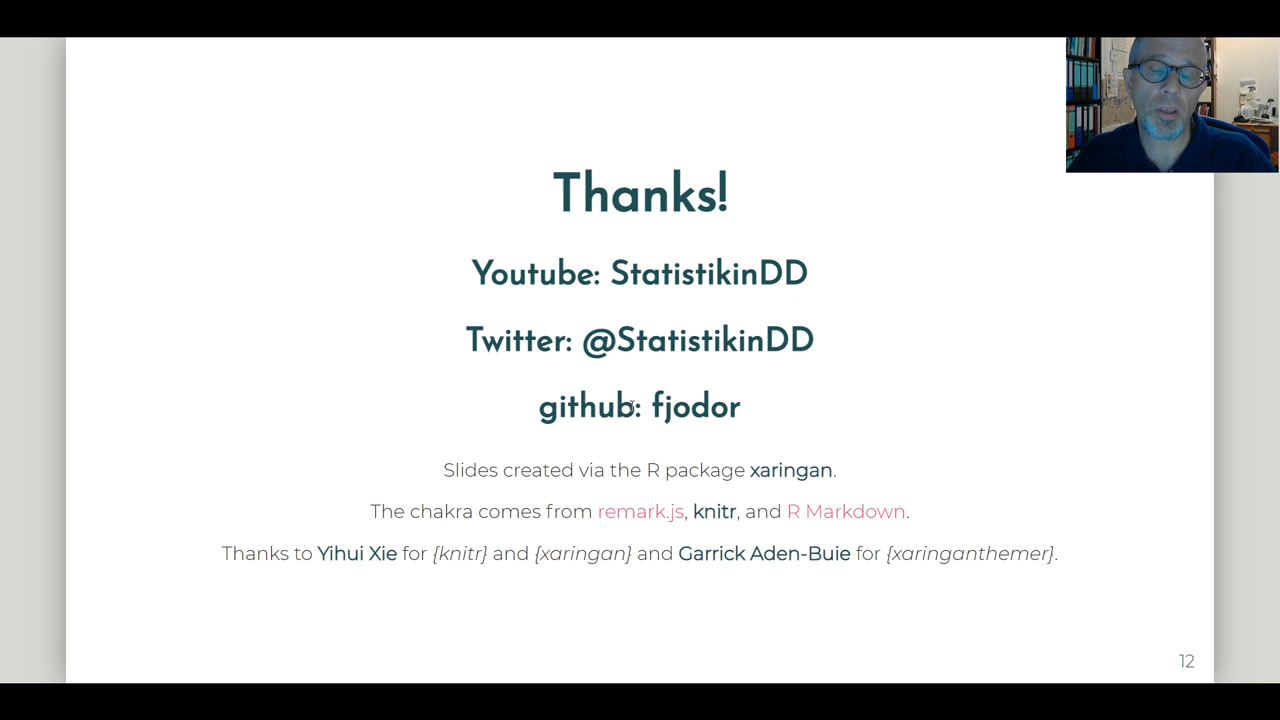 Thanks!
Youtube: StatistikinDD
Twitter: @StatistikinDD
github: fjodor
Slides created via the R package xaringan.
The chakra comes from remark.js, knitr, and R Markdown.
Thanks to Yihui Xie for {knitr} and {xaringan} and Garrick Aden-Buie for {xaringanthemer}.
12